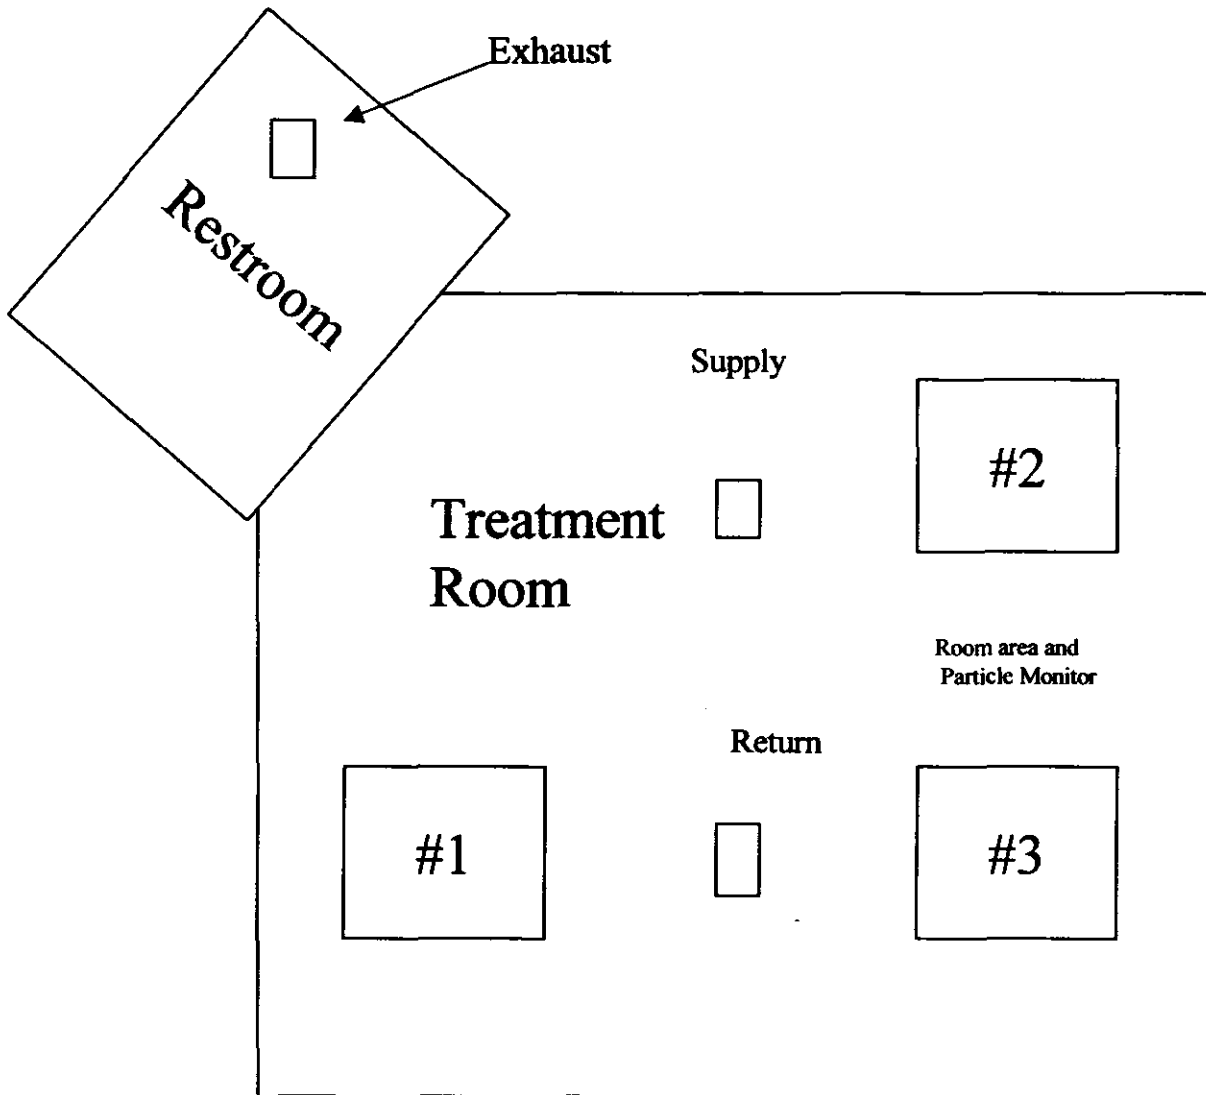 Exhaust
Restroom
Supply
#2
Treatment
Room
Room area and
Particle Monitor
Return
#1
#3